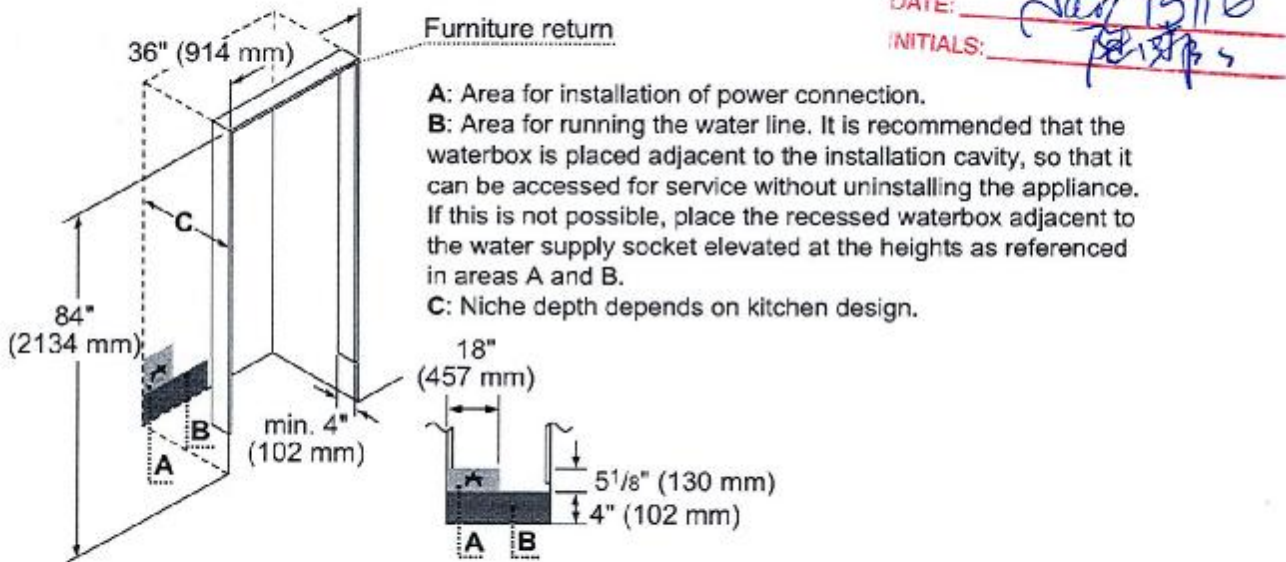 DATE:
INITIALS:
36" (914 mm)
Furniture return
A: Area for installation of power connection.
B: Area for running the water line. It is recommended that the
waterbox is placed adjacent to the installation cavity, so that it
can be accessed for service without uninstalling the appliance.
If this is not possible, place the recessed waterbox adjacent to
the water supply socket elevated at the heights as referenced
in areas A and B.
C: Niche depth depends on kitchen design.
C
84"
(2134 mm)
18"
(457 mm)
min. 4"
(102 mm)
B
A
5 1/8" (130 mm)
4" (102 mm)
A
B